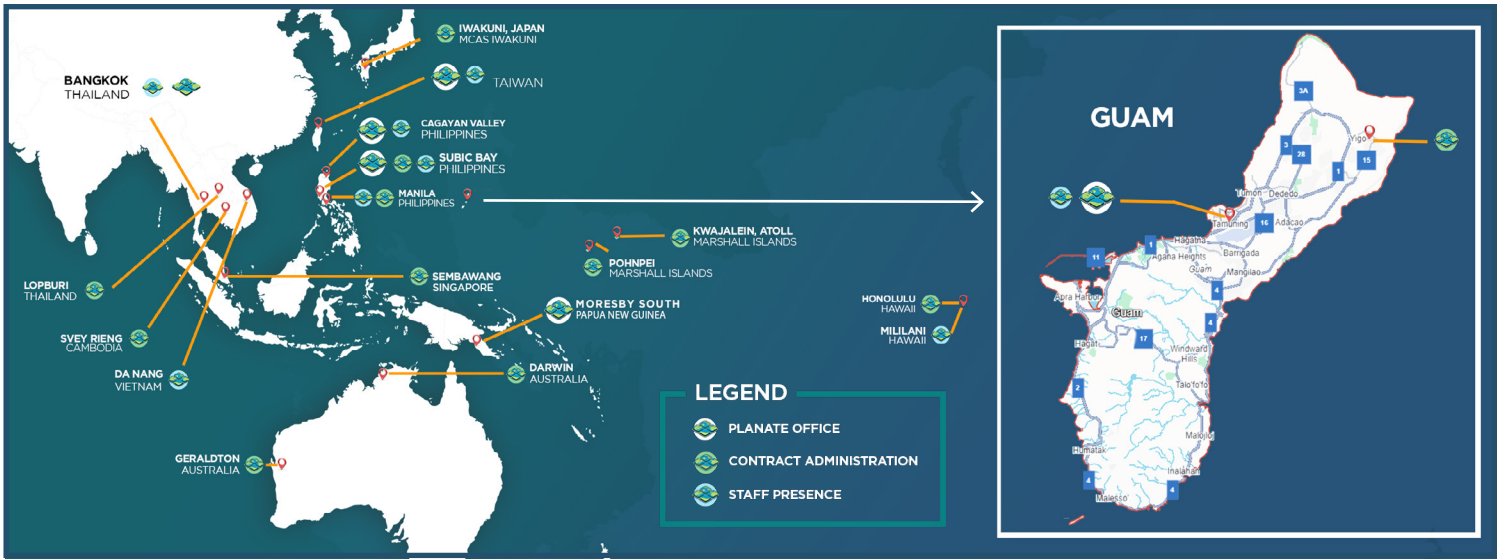 IWAKUNI, JAPAN
MCAS IWAKUNI
BANGKOK
THAILAND
TAIWAN
CAGAYAN VALLEY
PHILIPPINES
SUBIC BAY
PHILIPPINES
MANILA
PHILIPPINES
KWAJALEIN, ATOLL
MARSHALL ISLANDS
POHNPEI
MARSHALL ISLANDS
LOPBURI
THAILAND
SEMBAWANG
SINGAPORE
MORESBY SOUTH
PAPUA NEW GUINEA
HONOLULU
HAWAII
MILILANI
HAWAII
SVEY RIENG
CAMBODIA
DA NANG
VIETNAM
DARWIN
AUSTRALIA
GERALDTON
AUSTRALIA
LEGEND
PLANATE OFFICE
CONTRACT ADMINISTRATION
STAFF PRESENCE
GUAM
3A
Yigo
3
28
15
1
Tumon
Dededo
Tamuning
16
Adacao
Hagåtña
1
Barrigada
Agana Heights
11
Guam
Mangilao
4
Apra Harbor
Guam
4
17
Hagat
Windward
Hills
2
Talo'fo'fo
Malojloj
Humatak
Inalahan
4
4
Malesso